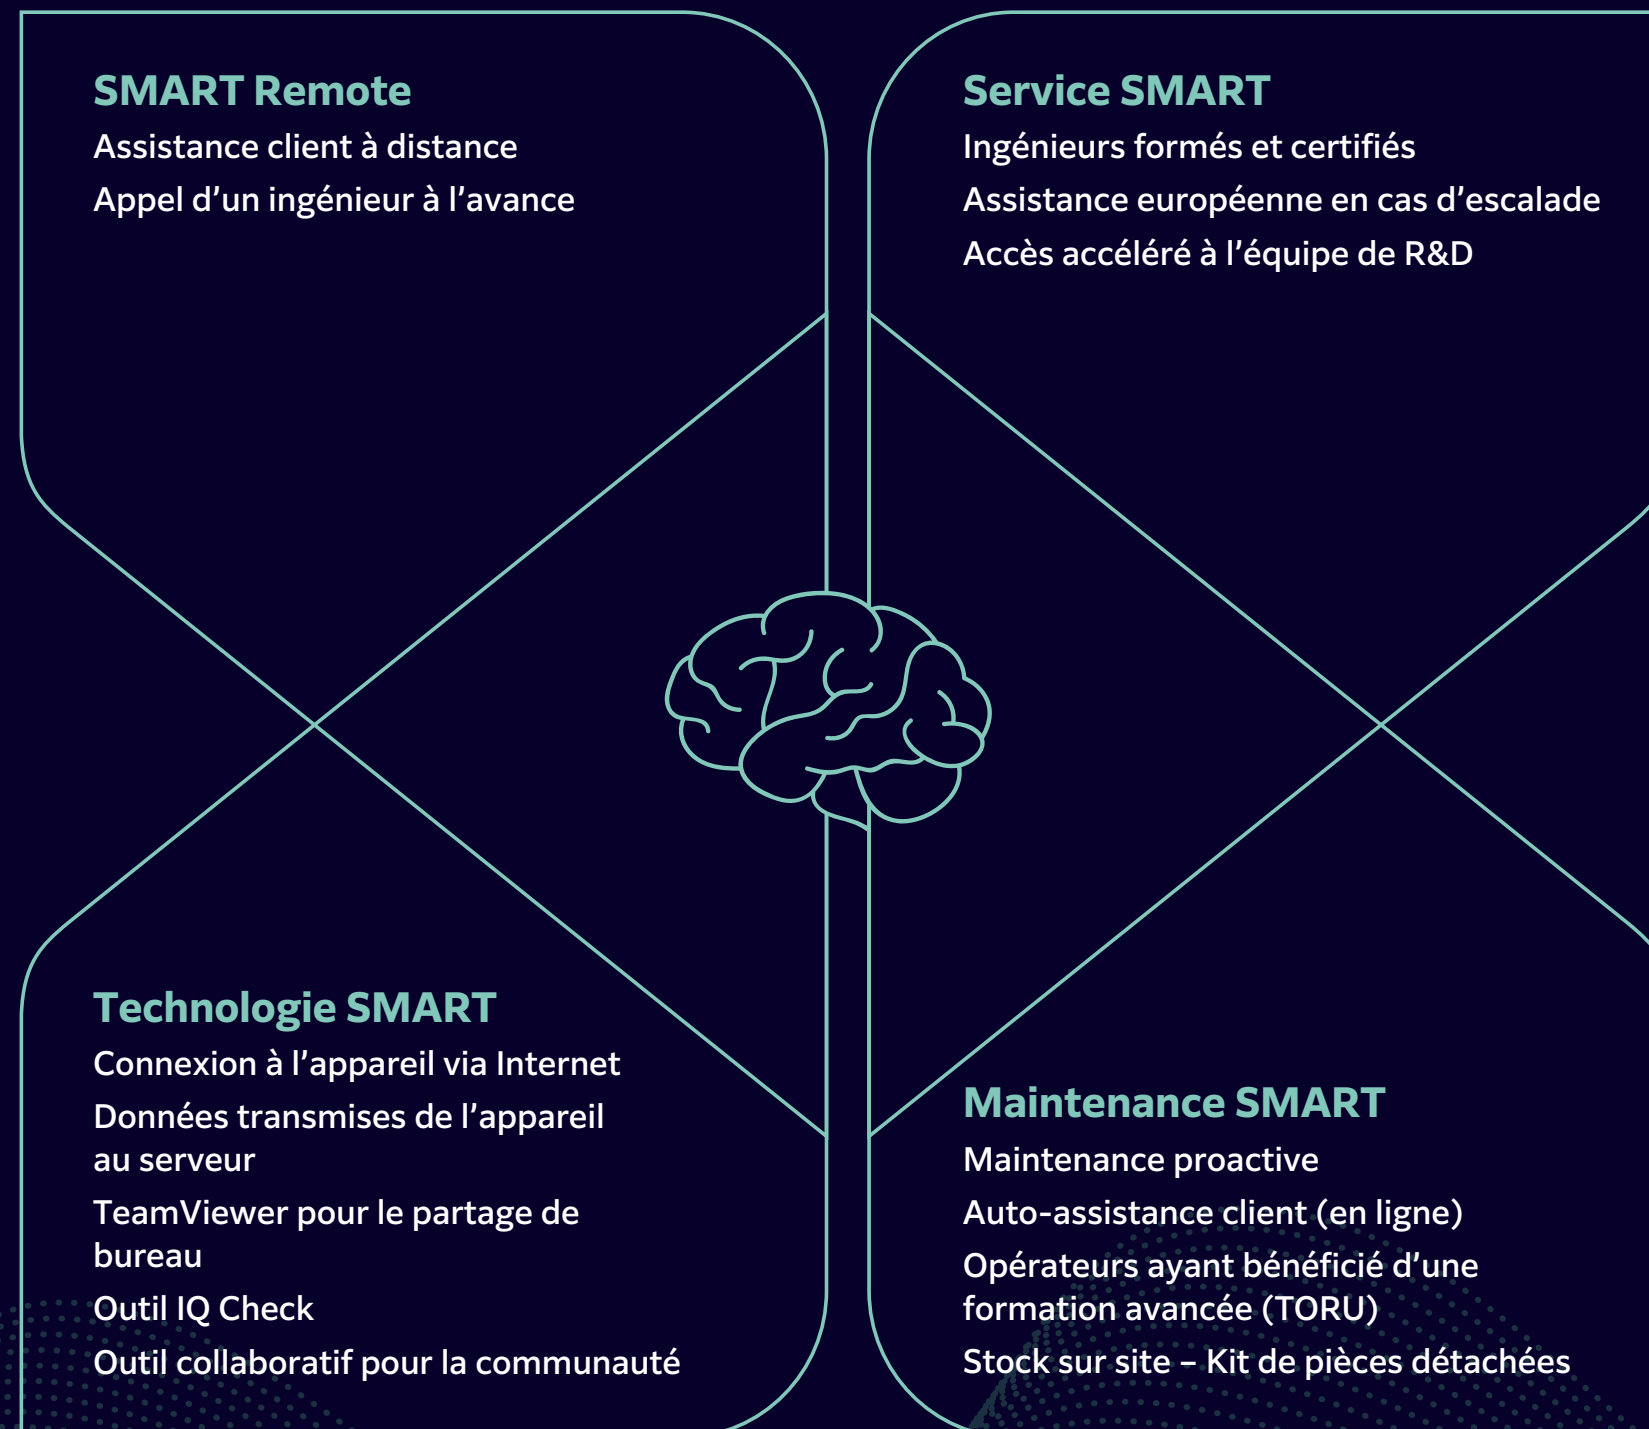 SMART Remote
Assistance client à distance
Appel d’un ingénieur à l’avance
Service SMART
Ingénieurs formés et certifiés
Assistance européenne en cas d’escalade
Accès accéléré à l’équipe de R&D
Technologie SMART
Connexion à l’appareil via Internet
Données transmises de l’appareil
au serveur
TeamViewer pour le partage de
bureau
Outil IQ Check
Outil collaboratif pour la communauté
Maintenance SMART
Maintenance proactive
Auto-assistance client (en ligne)
Opérateurs ayant bénéficié d’une
formation avancée (TORU)
Stock sur site – Kit de pièces détachées